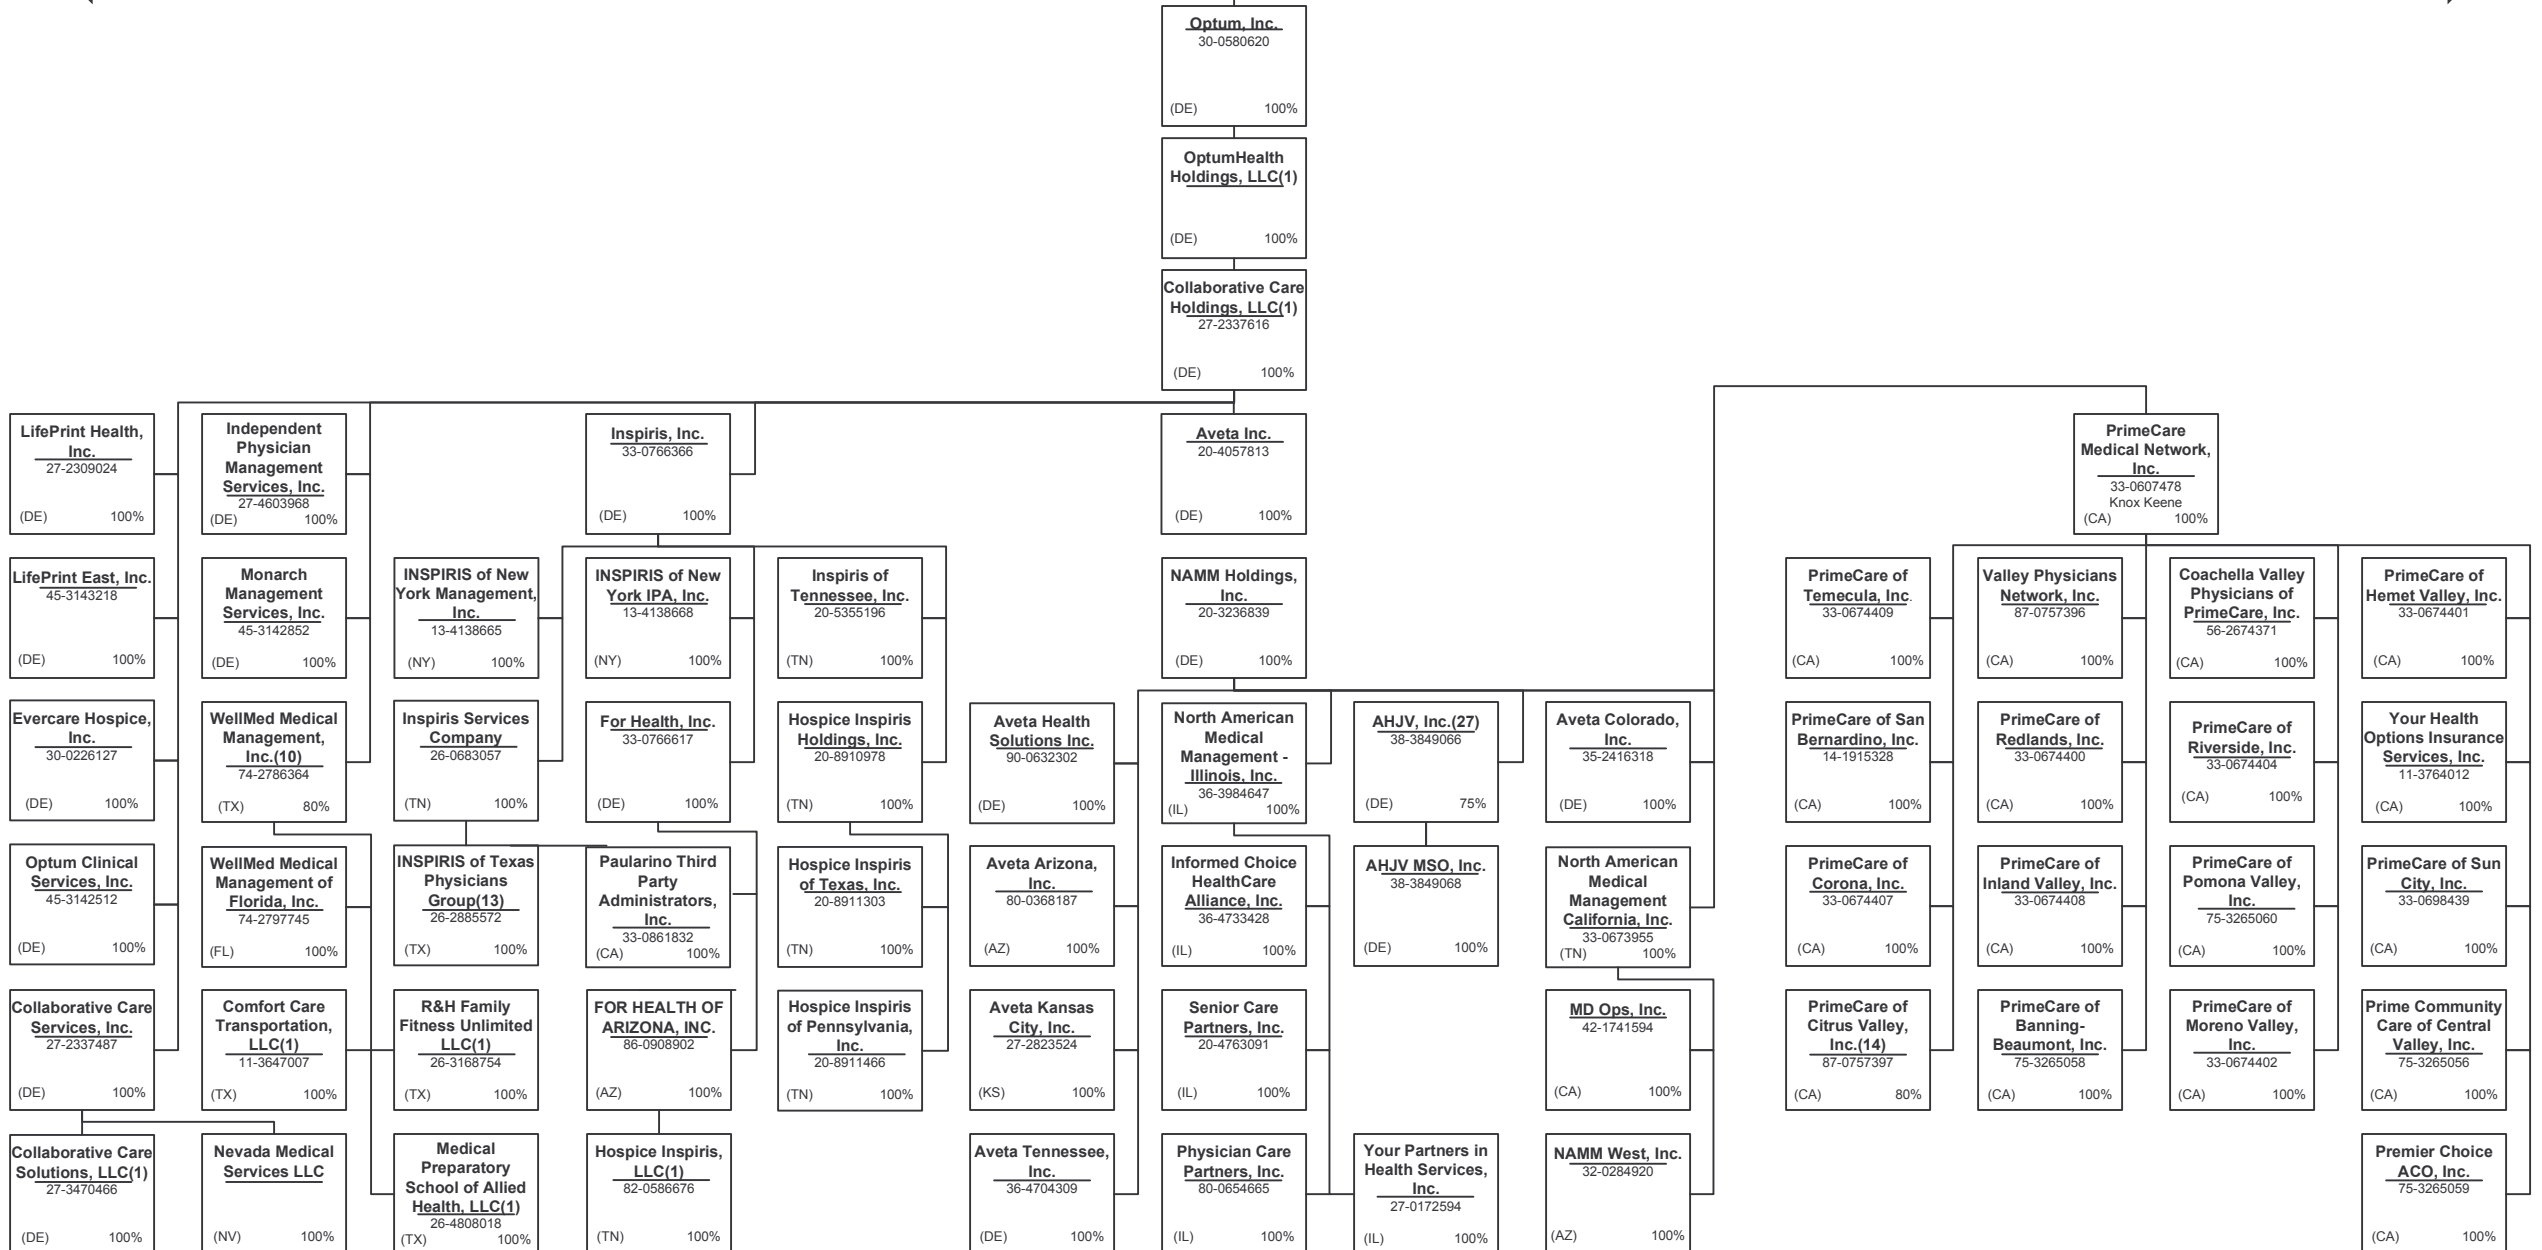 Optum, Inc.
30-0580620
(DE) 100%
OptumHealth
Holdings, LLC(1)
(DE) 100%
Collaborative Care
Holdings, LLC(1)
27-2337616
(DE) 100%
LifePrint Health,
Inc.
27-2309024
(DE) 100%
Independent
Physician
Management
Services, Inc.
27-4603968
(DE) 100%
Inspiris, Inc.
33-0766366
(DE) 100%
Aveta Inc.
20-4057813
(DE) 100%
PrimeCare
Medical Network,
Inc.
33-0607478
Knox Keene
(CA) 100%
LifePrint East, Inc.
45-3143218
(DE) 100%
Monarch
Management
Services, Inc.
45-3142852
(DE) 100%
INSPIRIS of New
York Management,
Inc.
13-4138665
(NY) 100%
INSPIRIS of New
York IPA, Inc.
13-4138668
(NY) 100%
Inspiris of
Tennessee, Inc.
20-5355196
(TN) 100%
NAMM Holdings,
Inc.
20-3236839
(DE) 100%
PrimeCare of
Temecula, Inc.
33-0674409
(CA) 100%
Valley Physicians
Network, Inc.
87-0757396
(CA) 100%
Coachella Valley
Physicians of
PrimeCare, Inc.
56-2674371
(CA) 100%
PrimeCare of
Hemet Valley, Inc.
33-0674401
(CA) 100%
Evercare Hospice,
Inc.
30-0226127
(DE) 100%
WellMed Medical
Management,
Inc.(10)
74-2786364
(TX) 80%
Inspiris Services
Company
26-0683057
(TN) 100%
For Health, Inc.
33-0766617
(DE) 100%
Hospice Inspiris
Holdings, Inc.
20-8910978
(TN) 100%
Aveta Health
Solutions Inc.
90-0632302
(DE) 100%
North American
Medical
Management -
Illinois, Inc.
36-3984647
(IL) 100%
AHJV, Inc.(27)
38-3849066
(DE) 75%
Aveta Colorado,
Inc.
35-2416318
(DE) 100%
PrimeCare of San
Bernardino, Inc.
14-1915328
(CA) 100%
PrimeCare of
Redlands, Inc.
33-0674400
(CA) 100%
PrimeCare of
Riverside, Inc.
33-0674404
(CA) 100%
Your Health
Options Insurance
Services, Inc.
11-3764012
(CA) 100%
Optum Clinical
Services, Inc.
45-3142512
(DE) 100%
WellMed Medical
Management of
Florida, Inc.
74-2797745
(FL) 100%
INSPIRIS of Texas
Physicians
Group(13)
26-2885572
(TX) 100%
Paularino Third
Party
Administrators,
Inc.
33-0861832
(CA) 100%
Hospice Inspiris
of Texas, Inc.
20-8911303
(TN) 100%
Aveta Arizona,
Inc.
80-0368187
(AZ) 100%
Informed Choice
HealthCare
Alliance, Inc.
36-4733428
(IL) 100%
AHJV MSO, Inc.
38-3849068
(DE) 100%
North American
Medical
Management
California, Inc.
33-0673955
(TN) 100%
PrimeCare of
Corona, Inc.
33-0674407
(CA) 100%
PrimeCare of
Inland Valley, Inc.
33-0674408
(CA) 100%
PrimeCare of
Pomona Valley,
Inc.
75-3265060
(CA) 100%
PrimeCare of Sun
City, Inc.
33-0698439
(CA) 100%
Collaborative Care
Services, Inc.
27-2337487
(DE) 100%
Comfort Care
Transportation,
LLC(1)
11-3647007
(TX) 100%
R&H Family
Fitness Unlimited
LLC(1)
26-3168754
(TX) 100%
FOR HEALTH OF
ARIZONA, INC.
86-0908902
(AZ) 100%
Hospice Inspiris
of Pennsylvania,
Inc.
20-8911466
(TN) 100%
Aveta Kansas
City, Inc.
27-2823524
(KS) 100%
Senior Care
Partners, Inc.
20-4763091
(IL) 100%
MD Ops, Inc.
42-1741594
(CA) 100%
PrimeCare of
Citrus Valley,
Inc.(14)
87-0757397
(CA) 80%
PrimeCare of
Banning-
Beaumont, Inc.
75-3265058
(CA) 100%
PrimeCare of
Moreno Valley,
Inc.
33-0674402
(CA) 100%
Prime Community
Care of Central
Valley, Inc.
75-3265056
(CA) 100%
Collaborative Care
Solutions, LLC(1)
27-3470466
(DE) 100%
Nevada Medical
Services LLC
(NV) 100%
Medical
Preparatory
School of Allied
Health, LLC(1)
26-4808018
(TX) 100%
Hospice Inspiris,
LLC(1)
82-0586676
(TN) 100%
Aveta Tennessee,
Inc.
36-4704309
(DE) 100%
Physician Care
Partners, Inc.
80-0654665
(IL) 100%
Your Partners in
Health Services,
Inc.
27-0172594
(IL) 100%
NAMM West, Inc.
32-0284920
(AZ) 100%
Premier Choice
ACO, Inc.
75-3265059
(CA) 100%